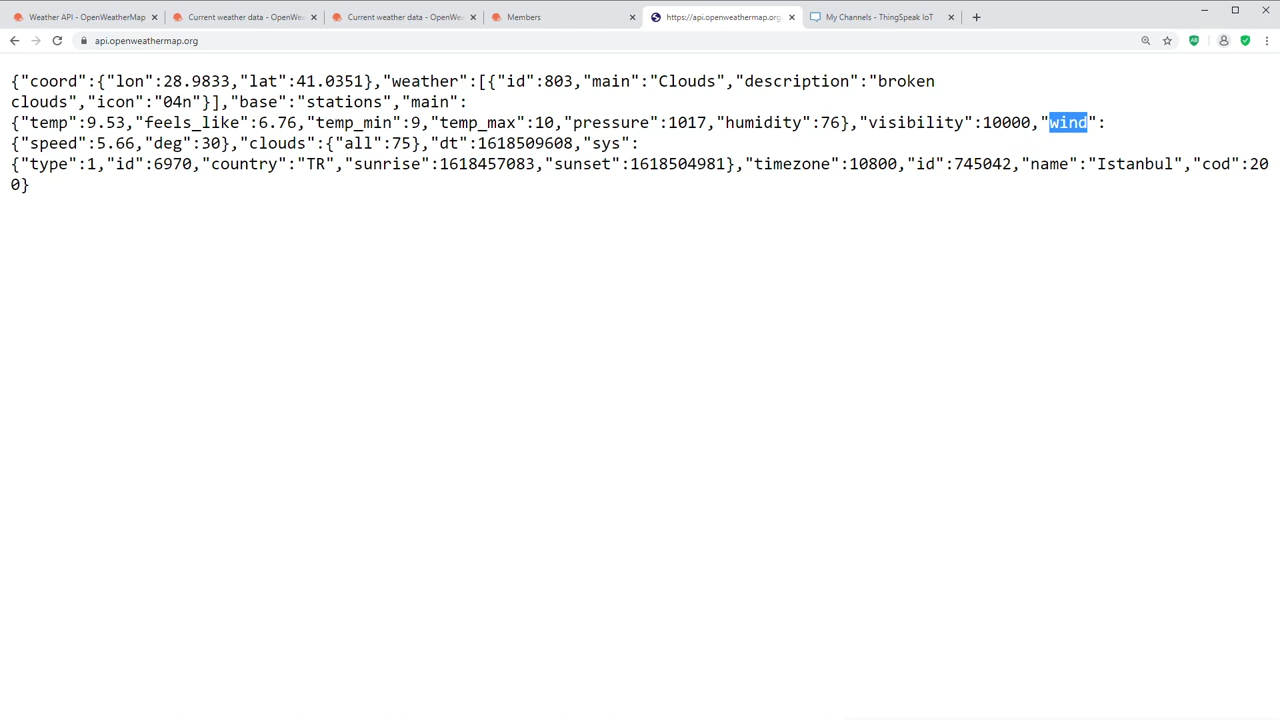 Weather API - OpenWeatherMap
Current weather data - OpenWea
Current weather data - OpenWea
Members
https://api.openweathermap.org
My Channels - ThingSpeak IoT
api.openweathermap.org
{"coord":{"lon":28.9833,"lat":41.0351},"weather":[{"id":803,"main":"Clouds","description":"broken
clouds","icon":"04n"}],"base":"stations","main":
{"temp":9.53,"feels_like":6.76,"temp_min":9,"temp_max":10,"pressure":1017,"humidity":76},"visibility":10000,"wind":
{"speed":5.66,"deg":30},"clouds":{"all":75},"dt":1618509608,"sys":
{"type":1,"id":6970,"country":"TR","sunrise":1618457083,"sunset":1618504981},"timezone":10800,"id":745042,"name":"Istanbul","cod":20
0}